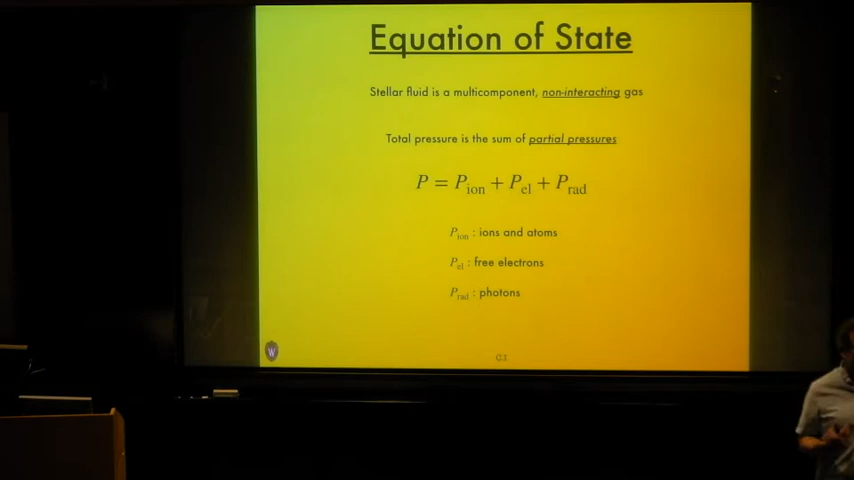 Equation of State
Stellar fluid is a multicomponent, non-interacting gas
Total pressure is the sum of partial pressures
P = P_ion + P_el + P_rad
P_ion : ions and atoms
P_el : free electrons
P_rad : photons
W